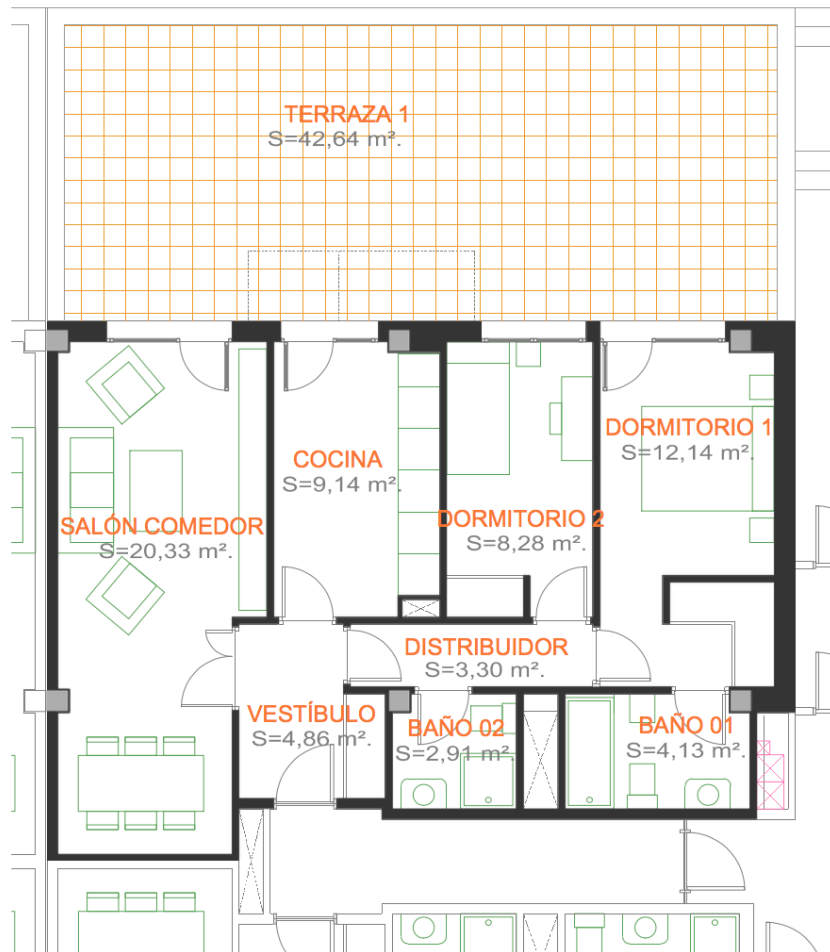 TERRAZA 1
S=42,64 m².
DORMITORIO 1
S=12,14 m².
COCINA
S=9,14 m².
DORMITORIO 2
S=8,28 m².
SALÓN COMEDOR
S=20,33 m².
DISTRIBUIDOR
S=3,30 m².
VESTÍBULO
S=4,86 m².
BAÑO 02
S=2,91 m².
BAÑO 01
S=4,13 m².